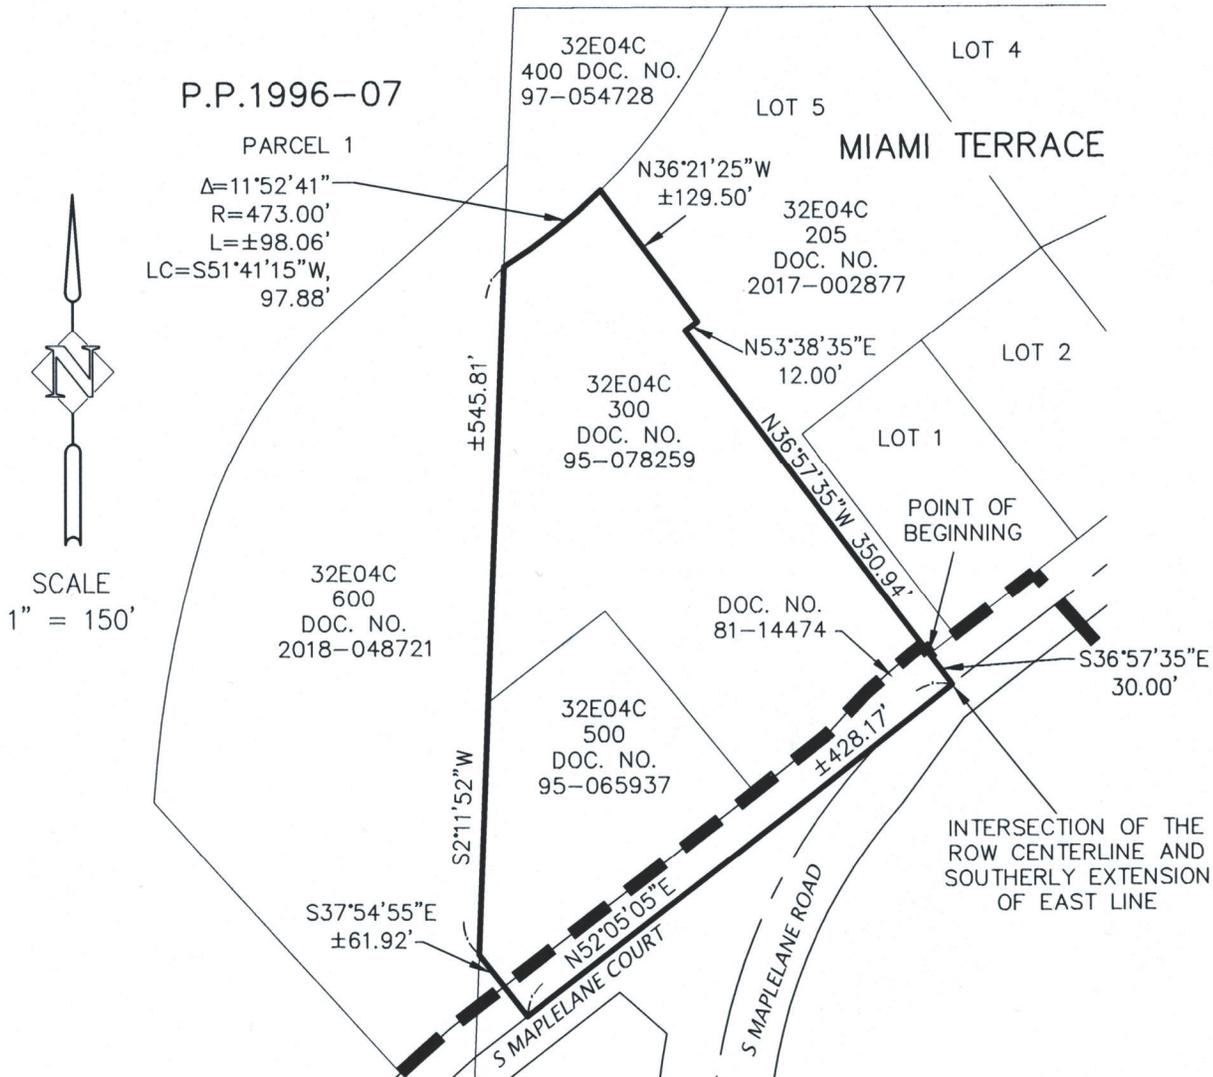 32E04C
400 DOC. NO.
97-054728
LOT 4
P.P.1996-07
LOT 5
PARCEL 1
MIAMI TERRACE
Δ=11°52'41"
R=473.00'
L=±98.06'
LC=S51°41'15"W,
97.88'
N36°21'25"W
±129.50'
32E04C
205
DOC. NO.
2017-002877
N53°38'35"E
12.00'
LOT 2
N
±545.81'
32E04C
300
DOC. NO.
95-078259
N36°57'35"W 350.94'
LOT 1
POINT OF
BEGINNING
SCALE
1" = 150'
32E04C
600
DOC. NO.
2018-048721
DOC. NO.
81-14474
S36°57'35"E
30.00'
32E04C
500
DOC. NO.
95-065937
±428.17'
S2°11'52"W
INTERSECTION OF THE
ROW CENTERLINE AND
SOUTHERLY EXTENSION
OF EAST LINE
S37°54'55"E
±61.92'
N52°05'05"E
S MAPLELANE COURT
S MAPLELANE ROAD